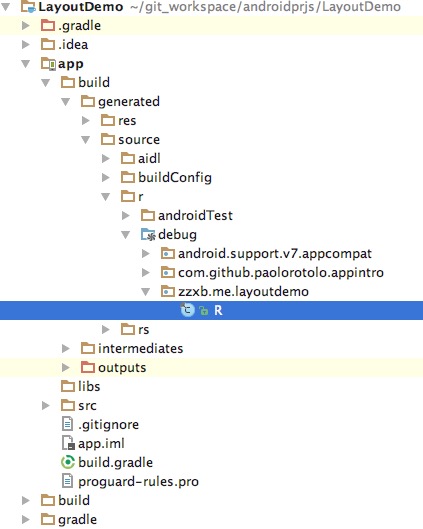 LayoutDemo ~/git_workspace/androidprjs/LayoutDemo
.gradle
.idea
app
build
generated
res
source
aidl
buildConfig
r
androidTest
debug
android.support.v7.appcompat
com.github.paolorotolo.appintro
zzxb.me.layoutdemo
C R
rs
intermediates
outputs
libs
src
.gitignore
app.iml
build.gradle
proguard-rules.pro
build
gradle